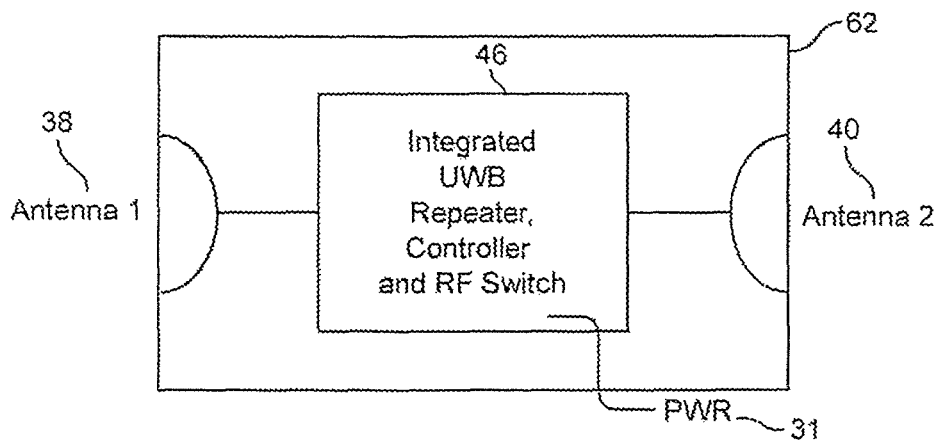 62
46
38
Antenna 1
Integrated
UWB
Repeater,
Controller
and RF Switch
40
Antenna 2
PWR
31